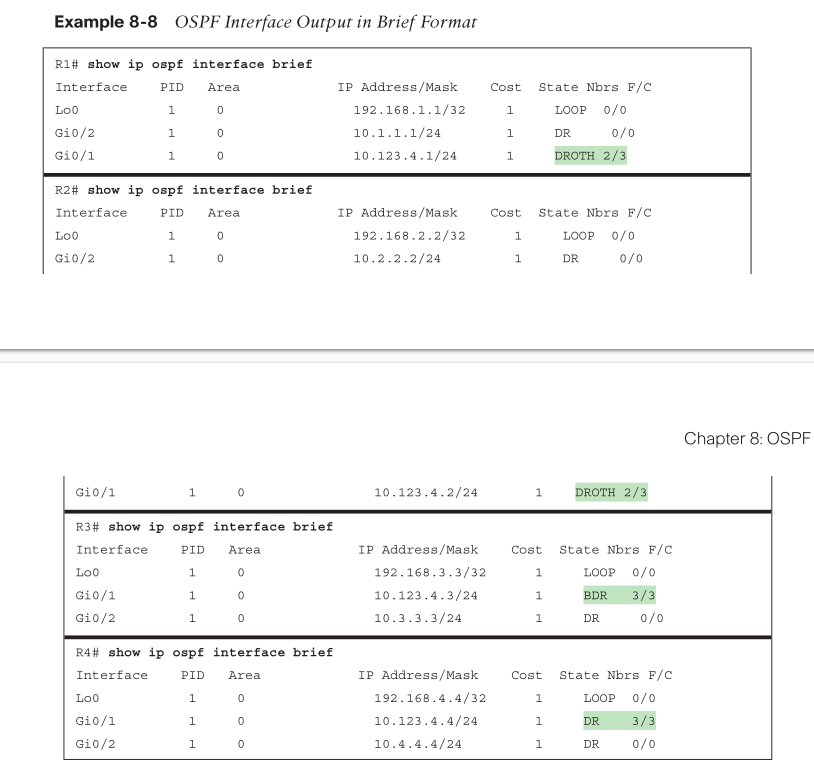 Example 8-8 OSPF Interface Output in Brief Format
R1# show ip ospf interface brief
Interface PID Area IP Address/Mask Cost State Nbrs F/C
Lo0 1 0 192.168.1.1/32 1 LOOP 0/0
Gi0/2 1 0 10.1.1.1/24 1 DR 0/0
Gi0/1 1 0 10.123.4.1/24 1 DROTH 2/3
R2# show ip ospf interface brief
Interface PID Area IP Address/Mask Cost State Nbrs F/C
Lo0 1 0 192.168.2.2/32 1 LOOP 0/0
Gi0/2 1 0 10.2.2.2/24 1 DR 0/0
Chapter 8: OSPF
Gi0/1 1 0 10.123.4.2/24 1 DROTH 2/3
R3# show ip ospf interface brief
Interface PID Area IP Address/Mask Cost State Nbrs F/C
Lo0 1 0 192.168.3.3/32 1 LOOP 0/0
Gi0/1 1 0 10.123.4.3/24 1 BDR 3/3
Gi0/2 1 0 10.3.3.3/24 1 DR 0/0
R4# show ip ospf interface brief
Interface PID Area IP Address/Mask Cost State Nbrs F/C
Lo0 1 0 192.168.4.4/32 1 LOOP 0/0
Gi0/1 1 0 10.123.4.4/24 1 DR 3/3
Gi0/2 1 0 10.4.4.4/24 1 DR 0/0